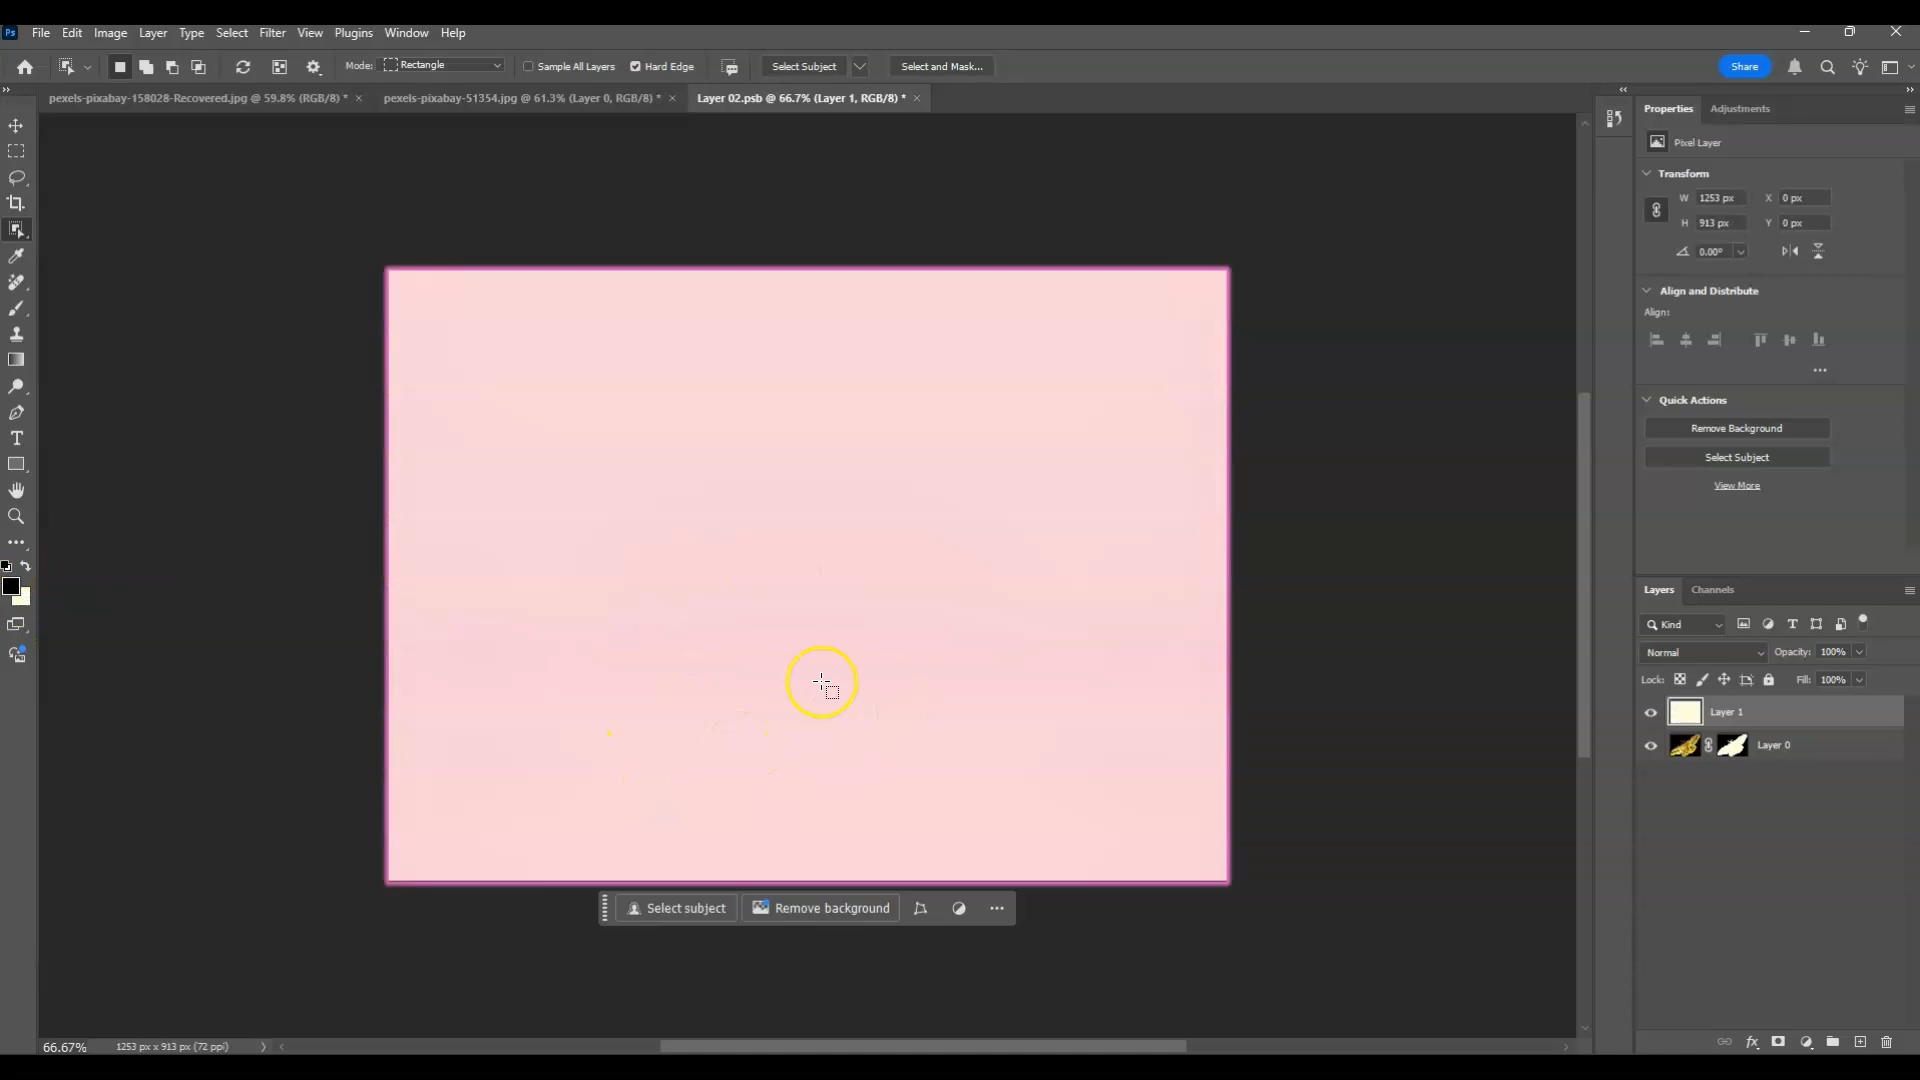 Ps File Edit Image Layer Type Select Filter View Plugins Window Help
Mode: Rectangle Sample All Layers Hard Edge Select Subject Select and Mask... Share
pexels-pixabay-158028-Recovered.jpg @ 59.8% (RGB/8) * × pexels-pixabay-51354.jpg @ 61.3% (Layer 0, RGB/8) * × Layer 02.psb @ 66.7% (Layer 1, RGB/8) * ×
Properties Adjustments
Pixel Layer
Transform
W 1253 px X 0 px
H 913 px Y 0 px
0.00°
Align and Distribute
Align:
Quick Actions
Remove Background
Select Subject
View More
Layers Channels
Kind
Normal Opacity: 100%
Lock: Fill: 100%
Layer 1
Layer 0
Select subject Remove background
66.67% 1253 px x 913 px (72 ppi)